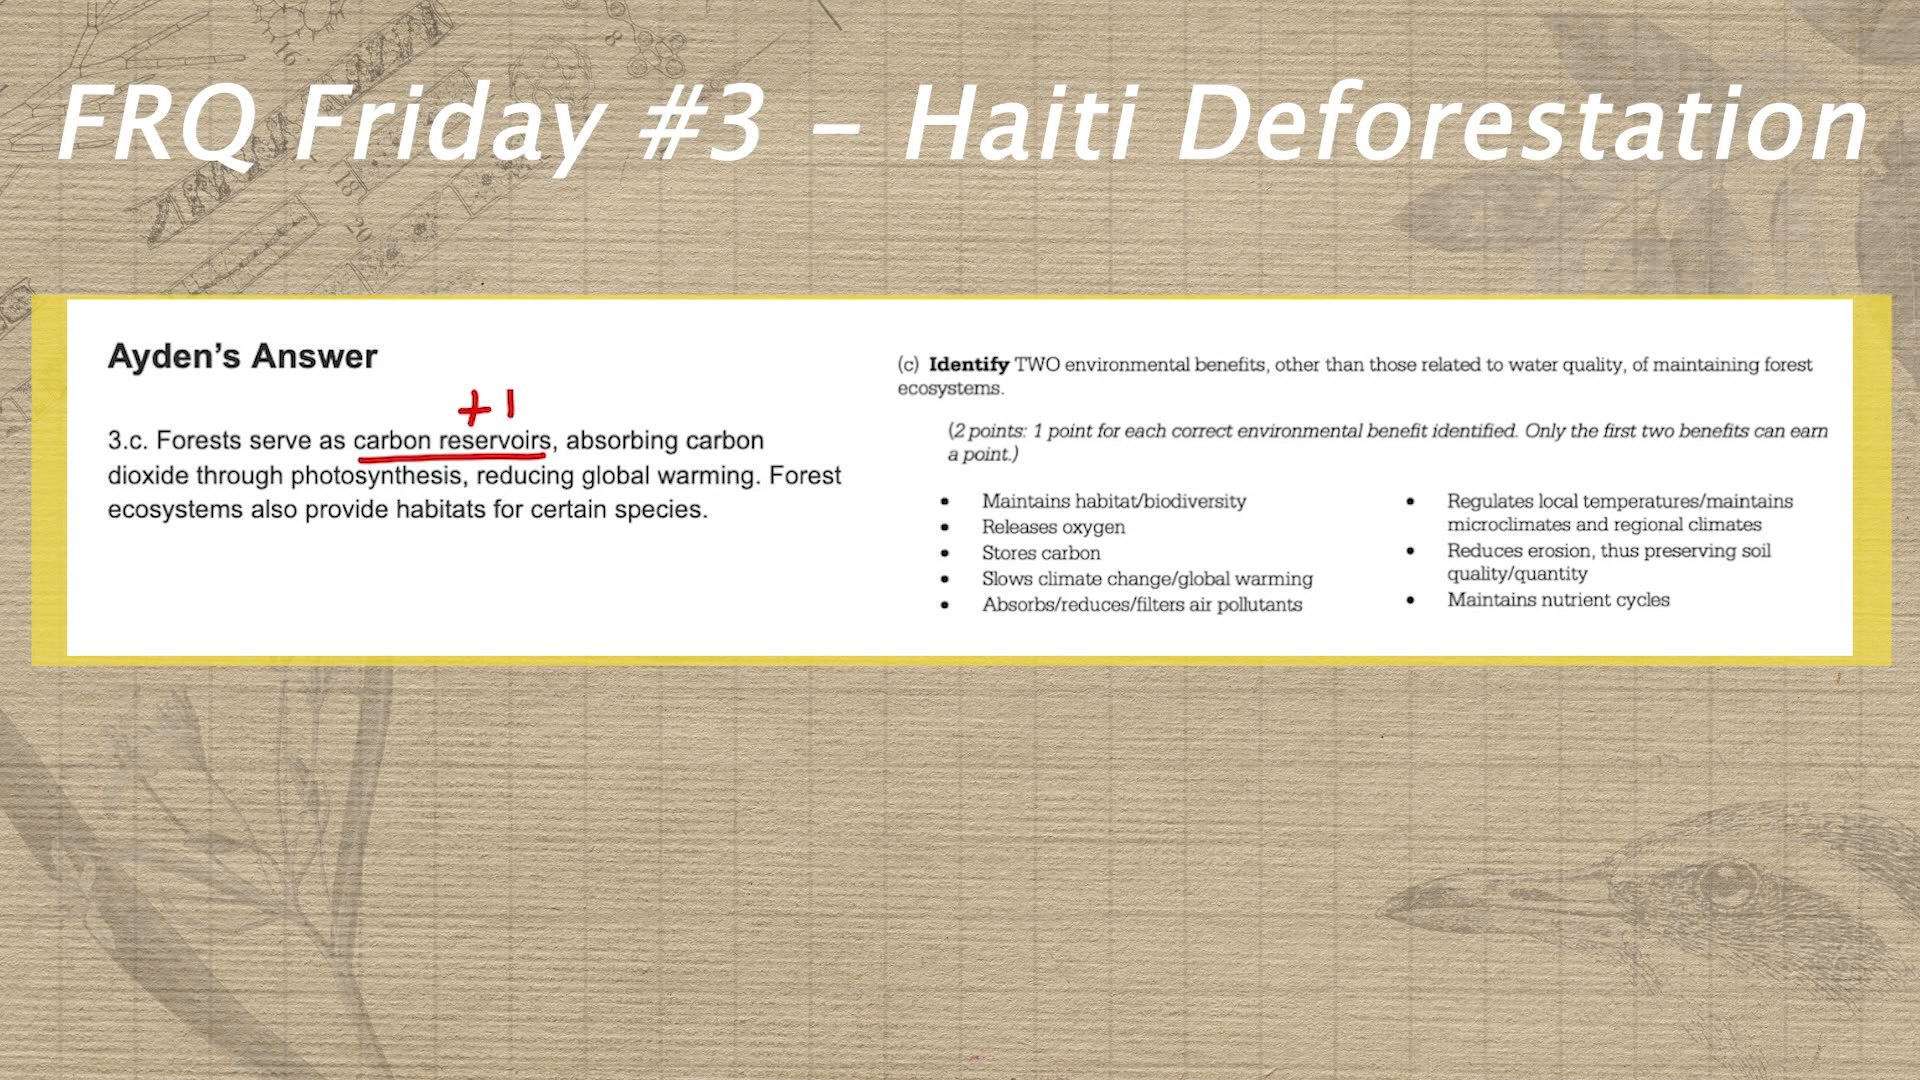 FRQ Friday #3 – Haiti Deforestation
Ayden's Answer
+1
3.c. Forests serve as carbon reservoirs, absorbing carbon
dioxide through photosynthesis, reducing global warming. Forest
ecosystems also provide habitats for certain species.
(c) Identify TWO environmental benefits, other than those related to water quality, of maintaining forest
ecosystems.
(2 points: 1 point for each correct environmental benefit identified. Only the first two benefits can earn
a point.)
• Maintains habitat/biodiversity
• Releases oxygen
• Stores carbon
• Slows climate change/global warming
• Absorbs/reduces/filters air pollutants
• Regulates local temperatures/maintains
microclimates and regional climates
• Reduces erosion, thus preserving soil
quality/quantity
• Maintains nutrient cycles
16
8
18
20